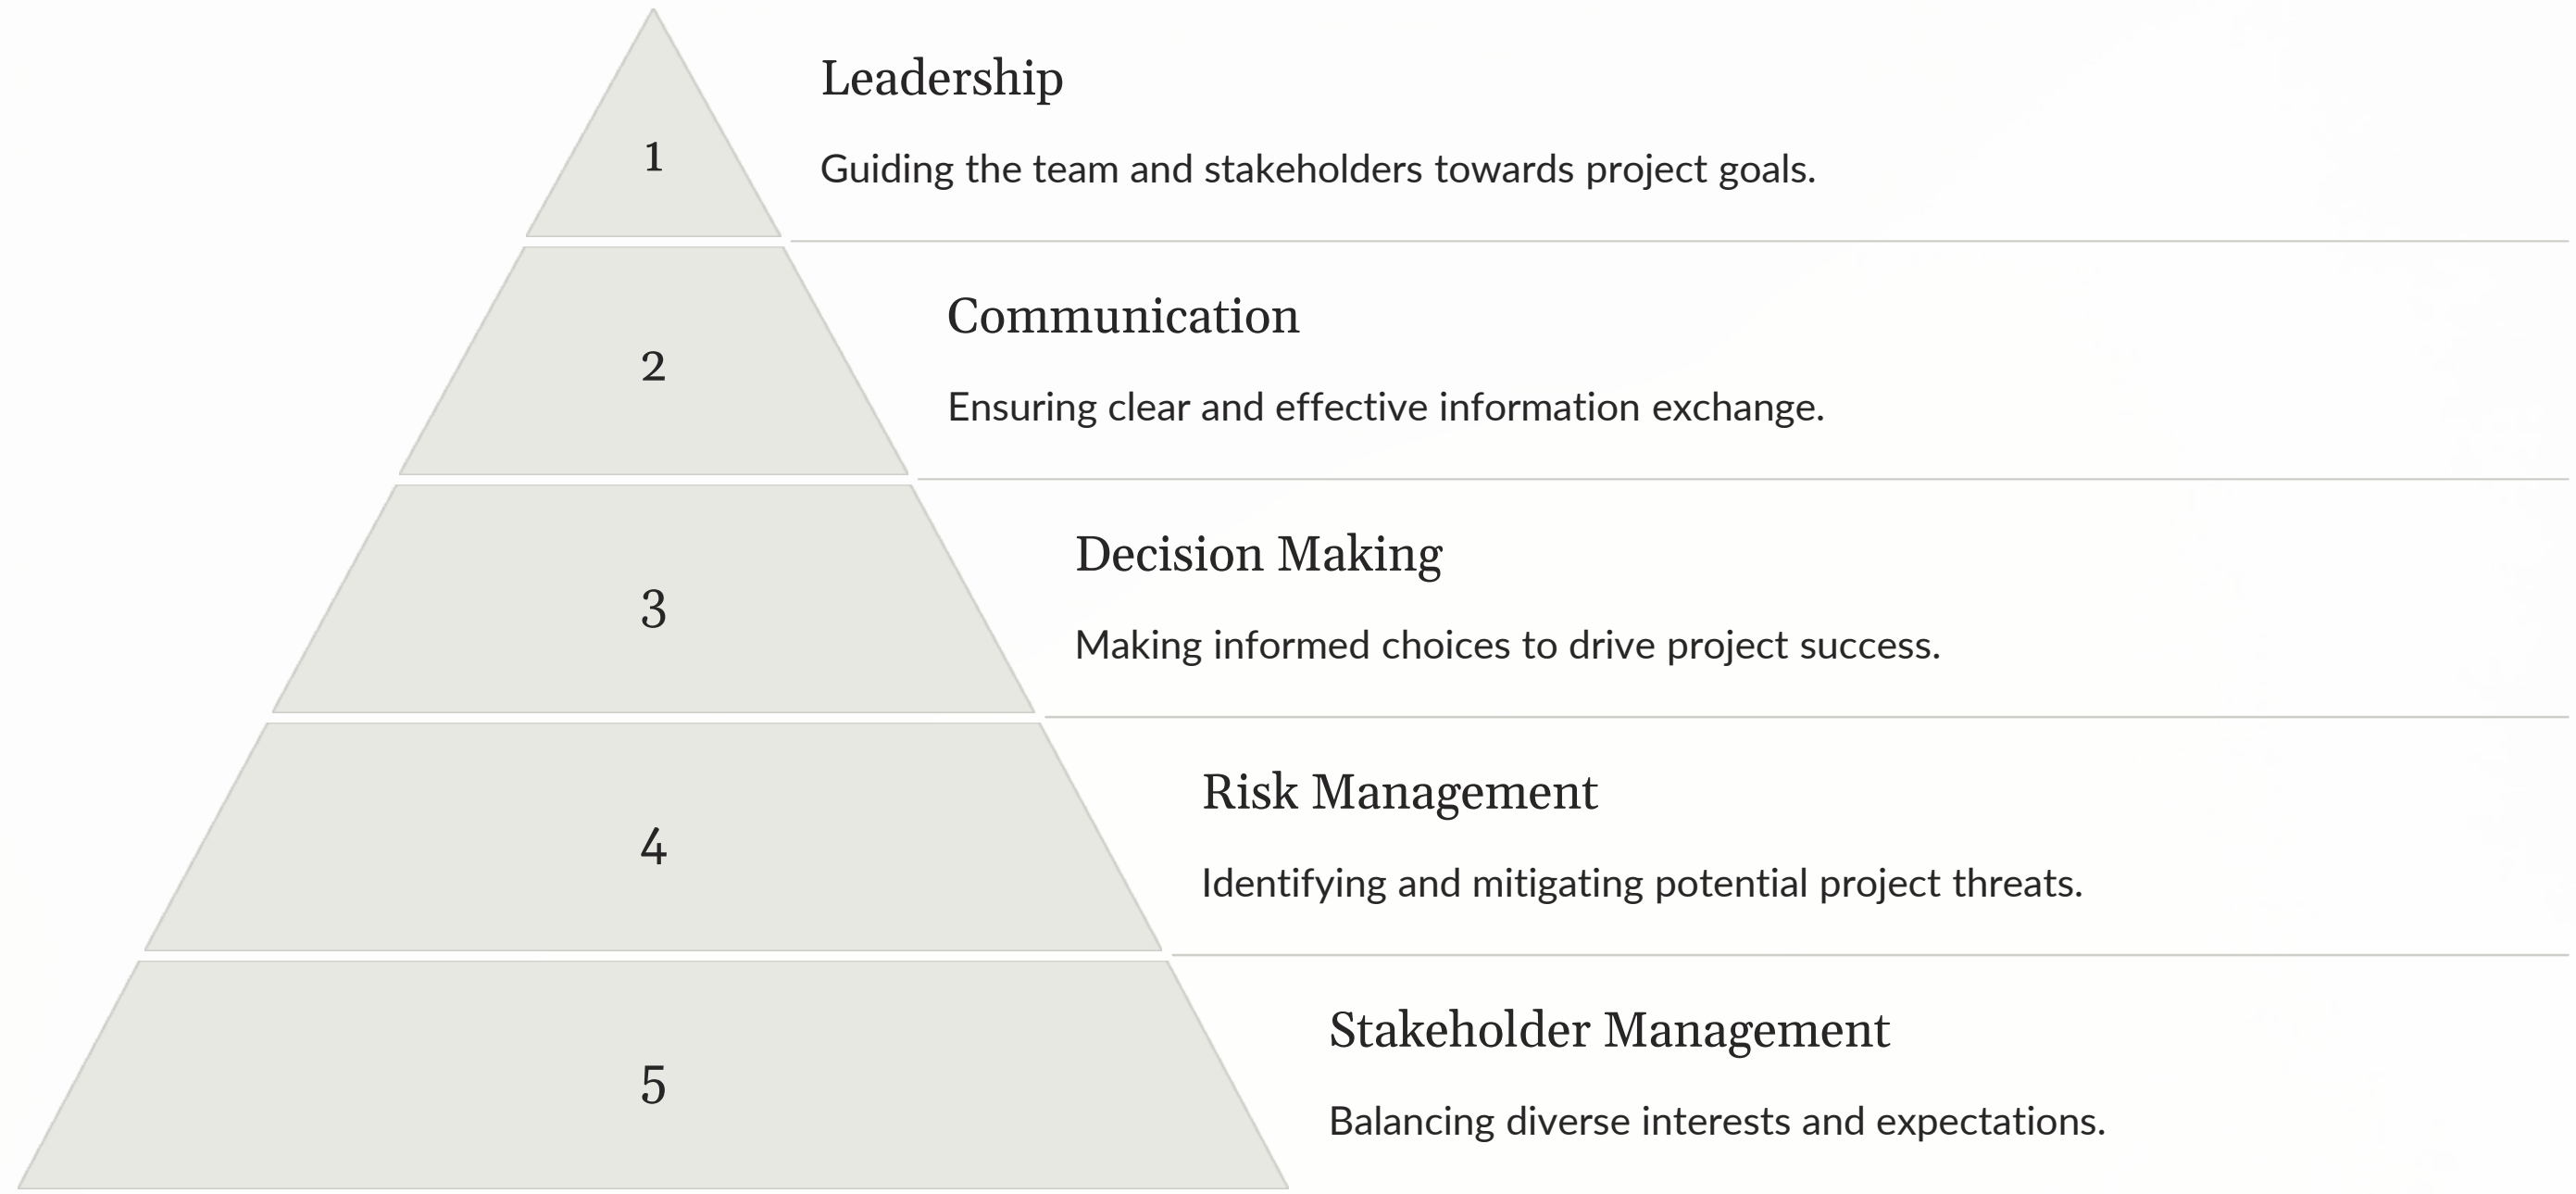 1
Leadership
Guiding the team and stakeholders towards project goals.
2
Communication
Ensuring clear and effective information exchange.
3
Decision Making
Making informed choices to drive project success.
4
Risk Management
Identifying and mitigating potential project threats.
5
Stakeholder Management
Balancing diverse interests and expectations.